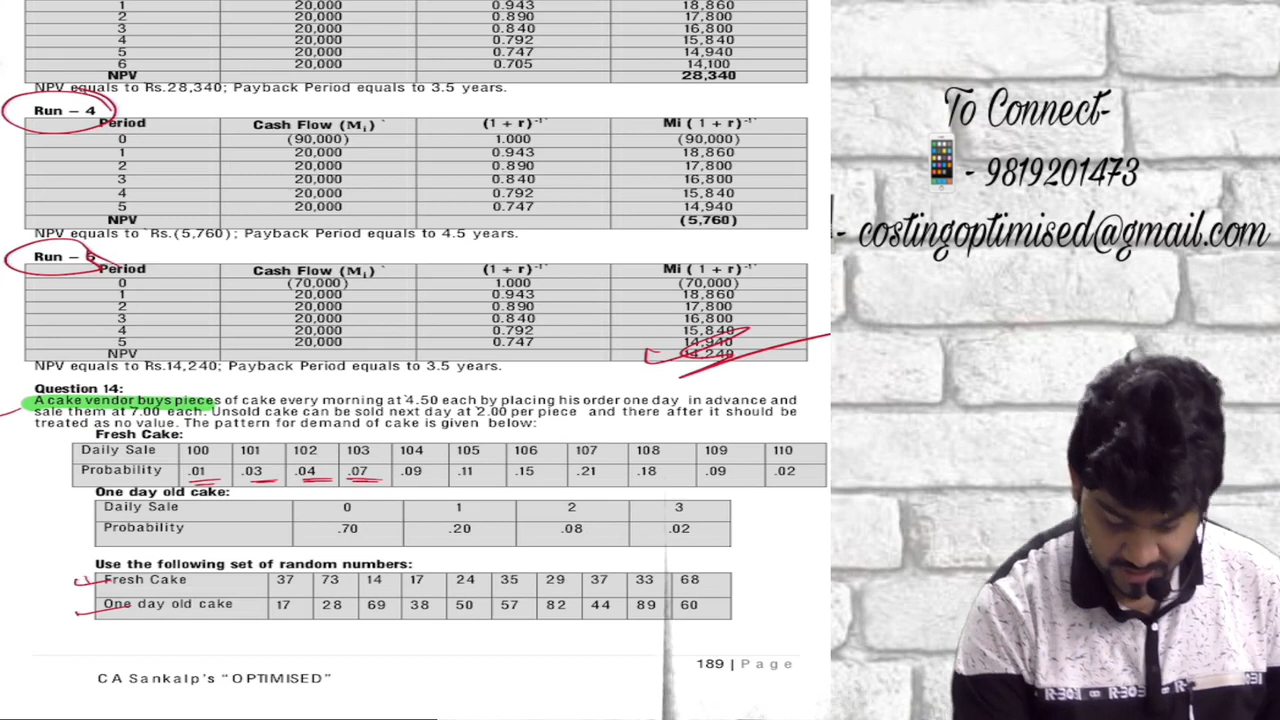 1 20,000 0.943 18,860
2 20,000 0.890 17,800
3 20,000 0.840 16,800
4 20,000 0.792 15,840
5 20,000 0.747 14,940
6 20,000 0.705 14,100
NPV 28,340
NPV equals to Rs.28,340; Payback Period equals to 3.5 years.
Run – 4
Period Cash Flow (Mi) ` (1 + r)-1` Mi ( 1 + r)-1`
0 (90,000) 1.000 (90,000)
1 20,000 0.943 18,860
2 20,000 0.890 17,800
3 20,000 0.840 16,800
4 20,000 0.792 15,840
5 20,000 0.747 14,940
NPV (5,760)
NPV equals to `Rs.(5,760); Payback Period equals to 4.5 years.
Run – 5
Period Cash Flow (Mi) ` (1 + r)-1` Mi ( 1 + r)-1`
0 (70,000) 1.000 (70,000)
1 20,000 0.943 18,860
2 20,000 0.890 17,800
3 20,000 0.840 16,800
4 20,000 0.792 15,840
5 20,000 0.747 14,940
NPV 14,240
NPV equals to Rs.14,240; Payback Period equals to 3.5 years.
Question 14:
A cake vendor buys pieces of cake every morning at `4.50 each by placing his order one day in advance and
sale them at 7.00 each. Unsold cake can be sold next day at `2.00 per piece and there after it should be
treated as no value. The pattern for demand of cake is given below:
Fresh Cake:
Daily Sale 100 101 102 103 104 105 106 107 108 109 110
Probability .01 .03 .04 .07 .09 .11 .15 .21 .18 .09 .02
One day old cake:
Daily Sale 0 1 2 3
Probability .70 .20 .08 .02
Use the following set of random numbers:
Fresh Cake 37 73 14 17 24 35 29 37 33 68
One day old cake 17 28 69 38 50 57 82 44 89 60
189 | Page
CA Sankalp's “OPTIMISED”
To Connect-
- 9819201473
- costingoptimised@gmail.com